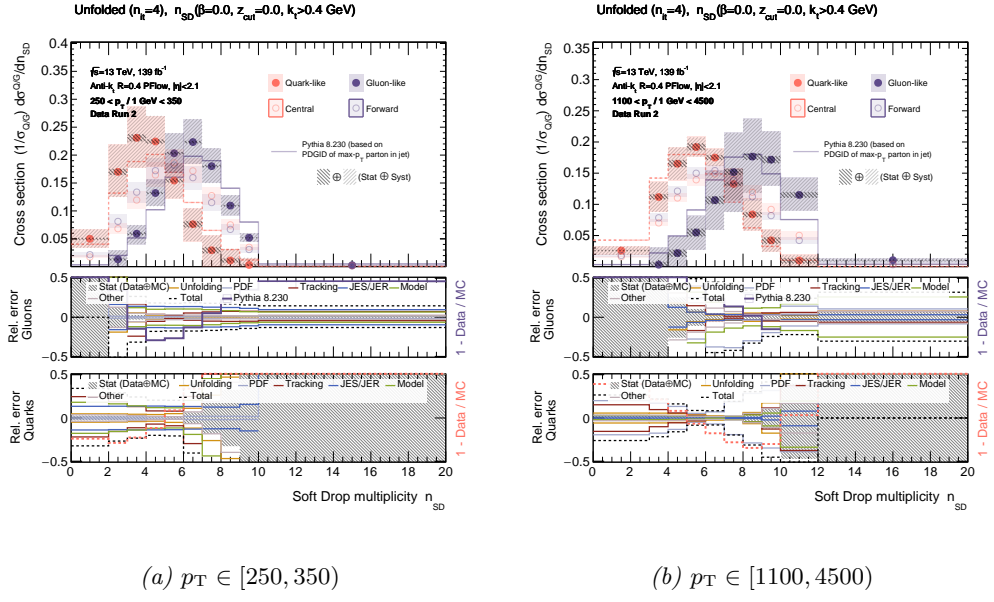 Unfolded (n_it=4), n_SD(β=0.0, z_cut=0.0, k_t>0.4 GeV)
Cross section (1/σ_Q/G) dσ^Q/G/dn_SD
0.4
0.35
0.3
0.25
0.2
0.15
0.1
0.05
√s=13 TeV, 139 fb⁻¹
Anti-k_t R=0.4 PFlow, |η|<2.1
250 < p_T / 1 GeV < 350
Data Run 2
Quark-like
Gluon-like
Central
Forward
Pythia 8.230 (based on
PDGID of max-p_T parton in jet)
⊕ (Stat ⊕ Syst)
Rel. error
Gluons
0.5
0
−0.5
Stat (Data⊕MC) Unfolding PDF Tracking JES/JER Model
Other Total Pythia 8.230
1 - Data / MC
Rel. error
Quarks
0.5
0
−0.5
Stat (Data⊕MC) Unfolding PDF Tracking JES/JER Model
Other Total
1 - Data / MC
0 2 4 6 8 10 12 14 16 18 20
Soft Drop multiplicity n_SD
(a) p_T ∈ [250, 350)
Unfolded (n_it=4), n_SD(β=0.0, z_cut=0.0, k_t>0.4 GeV)
Cross section (1/σ_Q/G) dσ^Q/G/dn_SD
0.35
0.3
0.25
0.2
0.15
0.1
0.05
√s=13 TeV, 139 fb⁻¹
Anti-k_t R=0.4 PFlow, |η|<2.1
1100 < p_T / 1 GeV < 4500
Data Run 2
Quark-like
Gluon-like
Central
Forward
Pythia 8.230 (based on
PDGID of max-p_T parton in jet)
⊕ (Stat ⊕ Syst)
Rel. error
Gluons
0.5
0
−0.5
Stat (Data⊕MC) Unfolding PDF Tracking JES/JER Model
Other Total Pythia 8.230
1 - Data / MC
Rel. error
Quarks
0.5
0
−0.5
Stat (Data⊕MC) Unfolding PDF Tracking JES/JER Model
Other Total
1 - Data / MC
0 2 4 6 8 10 12 14 16 18 20
Soft Drop multiplicity n_SD
(b) p_T ∈ [1100, 4500)